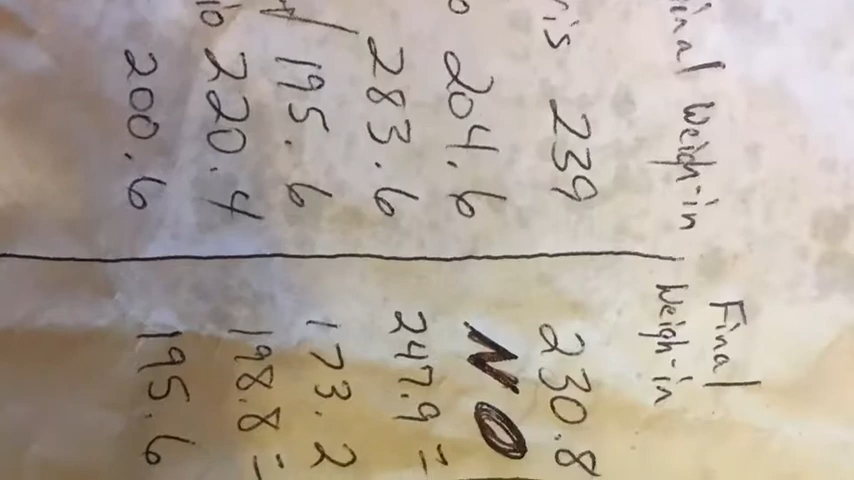 Final
inal Weigh-in Weigh-in
ris 239 230.8
o 204.6 NO
283.6 247.9 =
195.6 173.2
io 220.4 198.8 =
200.6 195.6